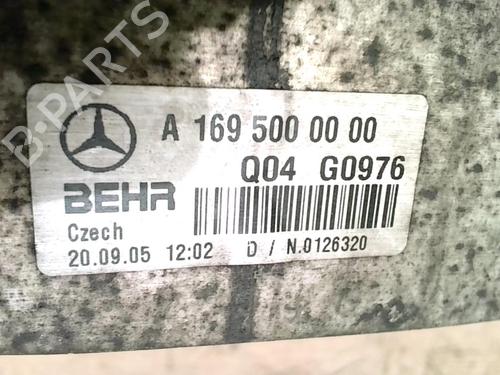 A 169 500 00 00
Q04 G0976
BEHR
Czech
20.09.05 12:02 D / N.0126320
B-PARTS